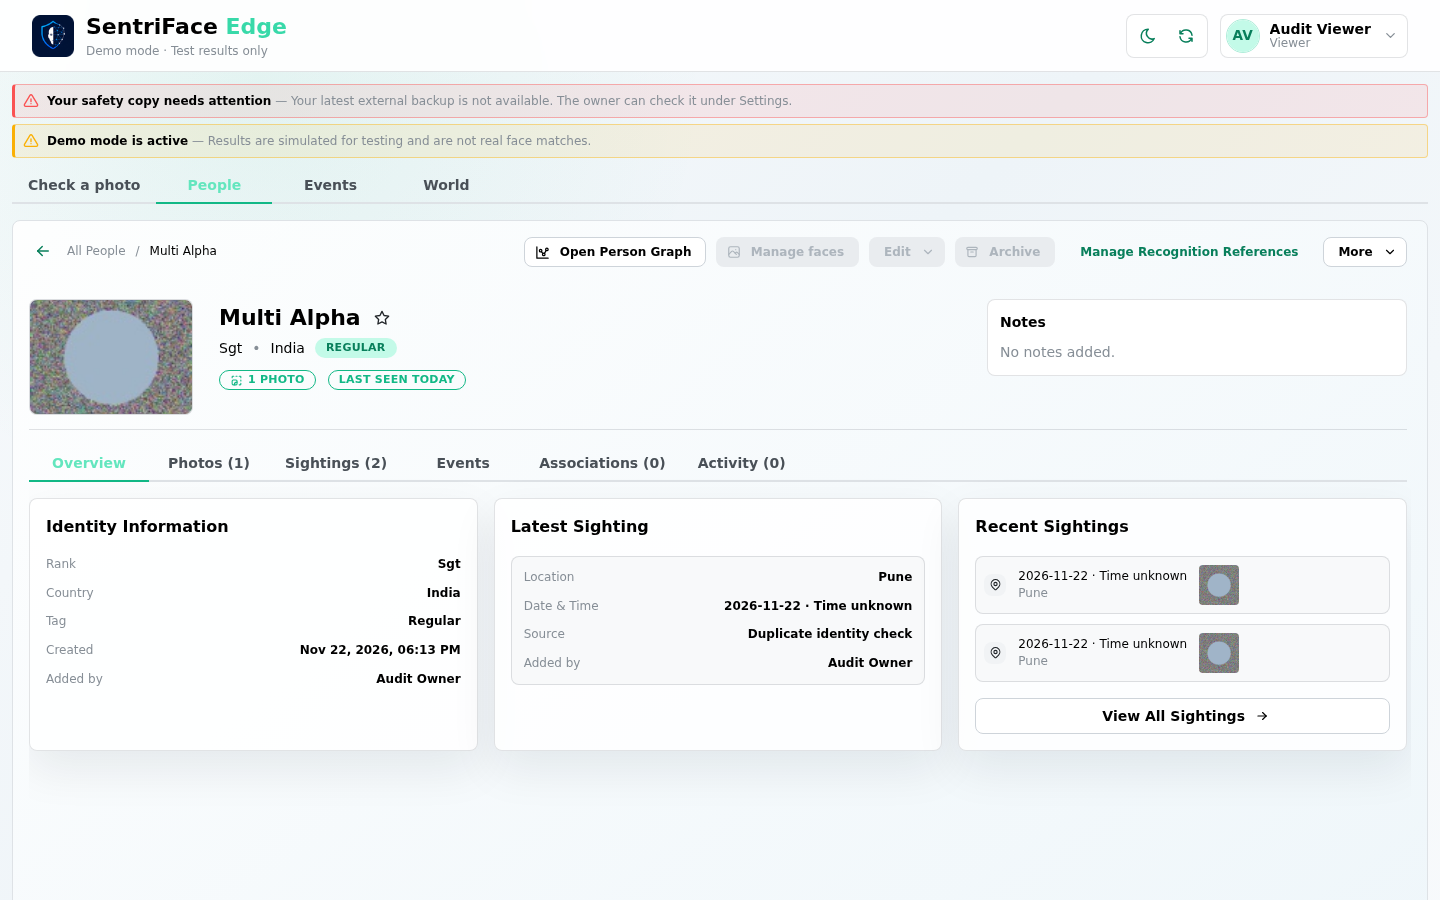 SentriFace Edge
Demo mode · Test results only
AV
Audit Viewer
Viewer
Your safety copy needs attention — Your latest external backup is not available. The owner can check it under Settings.
Demo mode is active — Results are simulated for testing and are not real face matches.
Check a photo
People
Events
World
All People / Multi Alpha
Open Person Graph
Manage faces
Edit
Archive
Manage Recognition References
More
Multi Alpha
Sgt • India REGULAR
1 PHOTO
LAST SEEN TODAY
Notes
No notes added.
Overview
Photos (1)
Sightings (2)
Events
Associations (0)
Activity (0)
Identity Information
Rank Sgt
Country India
Tag Regular
Created Nov 22, 2026, 06:13 PM
Added by Audit Owner
Latest Sighting
Location Pune
Date & Time 2026-11-22 · Time unknown
Source Duplicate identity check
Added by Audit Owner
Recent Sightings
2026-11-22 · Time unknown
Pune
2026-11-22 · Time unknown
Pune
View All Sightings